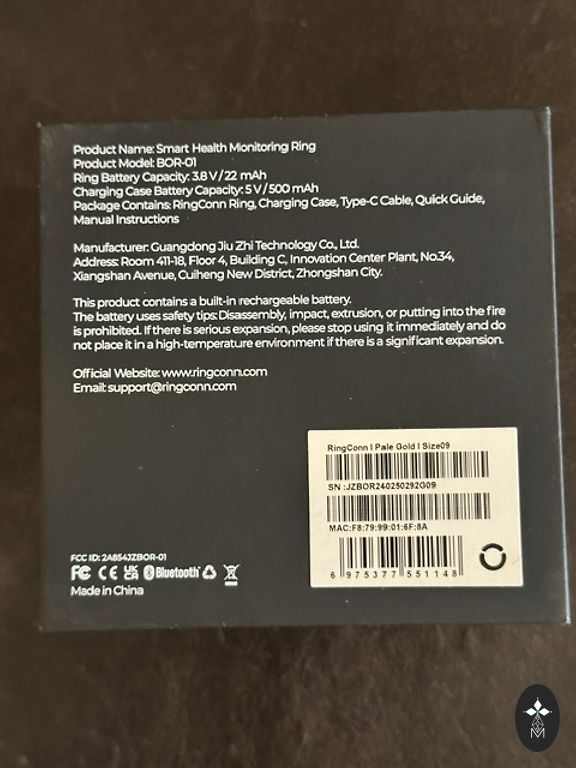 Product Name: Smart Health Monitoring Ring
Product Model: BOR-01
Ring Battery Capacity: 3.8 V / 22 mAh
Charging Case Battery Capacity: 5 V / 500 mAh
Package Contains: RingConn Ring, Charging Case, Type-C Cable, Quick Guide,
Manual Instructions
Manufacturer: Guangdong Jiu Zhi Technology Co., Ltd.
Address: Room 411-18, Floor 4, Building C, Innovation Center Plant, No.34,
Xiangshan Avenue, Cuiheng New District, Zhongshan City.
This product contains a built-in rechargeable battery.
The battery uses safety tips: Disassembly, impact, extrusion, or putting into the fire
is prohibited. If there is serious expansion, please stop using it immediately and do
not place it in a high-temperature environment if there is a significant expansion.
Official Website: www.ringconn.com
Email: support@ringconn.com
RingConn I Pale Gold I Size09
SN :JZBOR240250292G09
MAC:F8:79:99:01:6F:8A
6 975377 551148
FCC ID: 2A854JZBOR-01
FC CE UK CA Bluetooth
Made in China
M